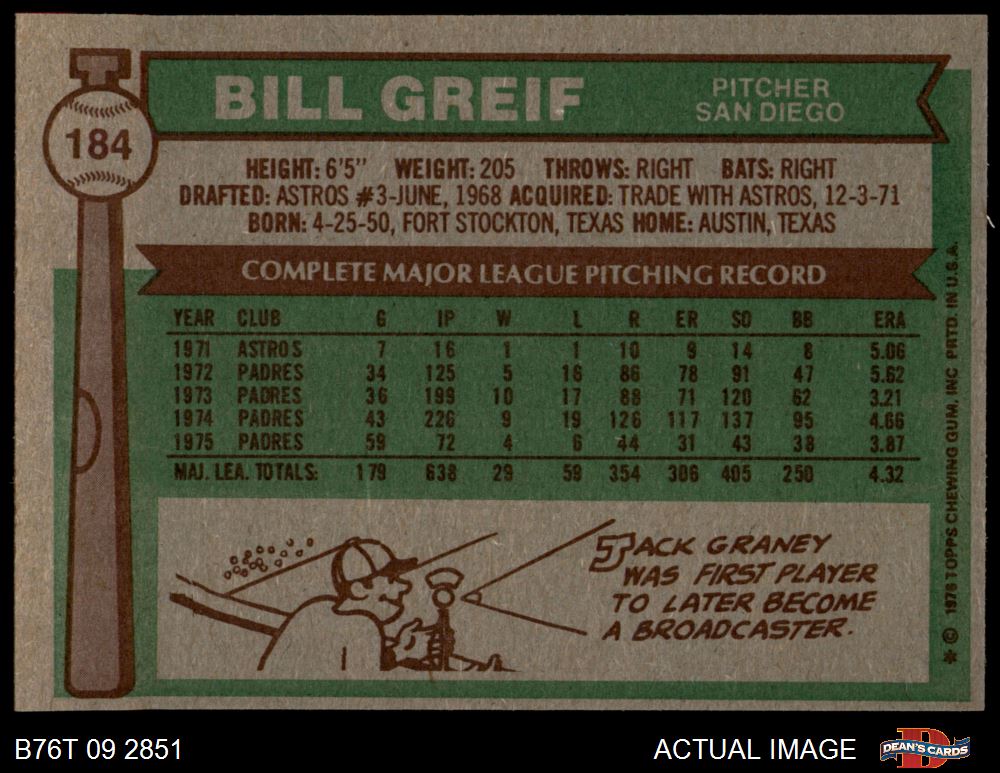 184
BILL GREIF
PITCHER
SAN DIEGO
HEIGHT: 6'5" WEIGHT: 205 THROWS: RIGHT BATS: RIGHT
DRAFTED: ASTROS #3-JUNE, 1968 ACQUIRED: TRADE WITH ASTROS, 12-3-71
BORN: 4-25-50, FORT STOCKTON, TEXAS HOME: AUSTIN, TEXAS
COMPLETE MAJOR LEAGUE PITCHING RECORD
YEAR CLUB G IP W L R ER SO BB ERA
1971 ASTROS 7 16 1 1 10 9 14 8 5.06
1972 PADRES 34 125 5 16 86 78 91 47 5.62
1973 PADRES 36 199 10 17 88 71 120 62 3.21
1974 PADRES 43 226 9 19 126 117 137 95 4.66
1975 PADRES 59 72 4 6 44 31 43 38 3.87
MAJ. LEA. TOTALS: 179 638 29 59 354 306 405 250 4.32
JACK GRANEY
WAS FIRST PLAYER
TO LATER BECOME
A BROADCASTER.
* © 1976 TOPPS CHEWING GUM, INC PRTD. IN U.S.A.
B76T 09 2851
ACTUAL IMAGE
DEAN'S CARDS